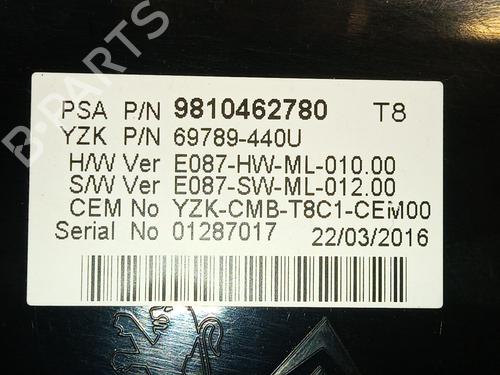 B-PARTS
PSA P/N 9810462780 T8
YZK P/N 69789-440U
H/W Ver E087-HW-ML-010.00
S/W Ver E087-SW-ML-012.00
CEM No YZK-CMB-T8C1-CEM00
Serial No 01287017 22/03/2016